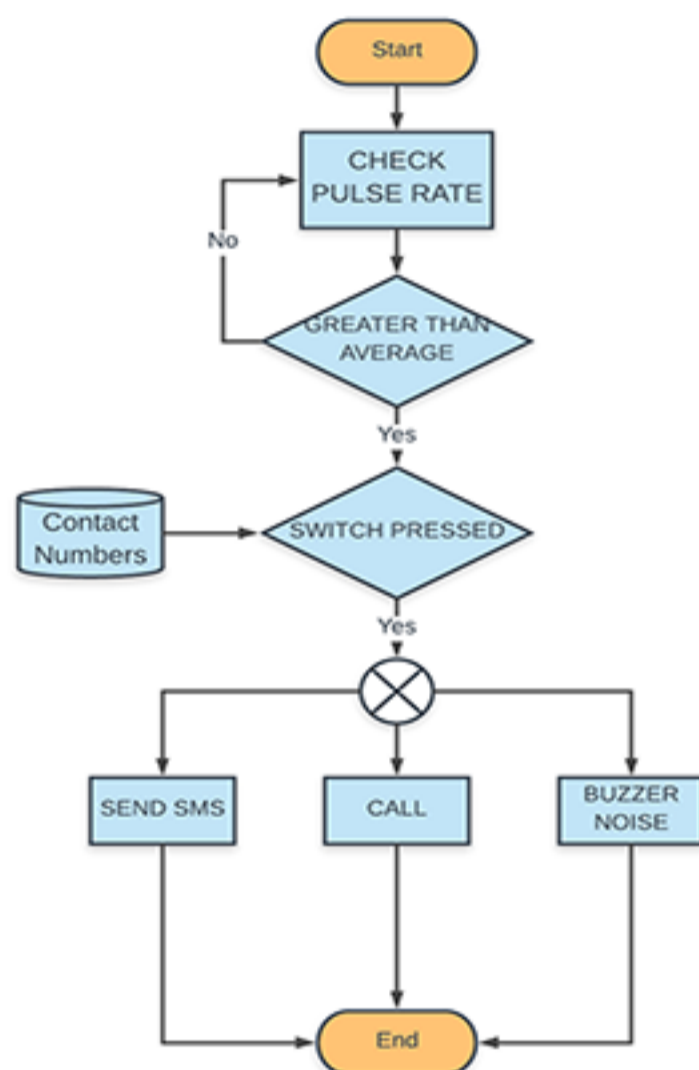 Start
CHECK
PULSE RATE
No
GREATER THAN
AVERAGE
Yes
Contact
Numbers
SWITCH PRESSED
Yes
SEND SMS
CALL
BUZZER
NOISE
End